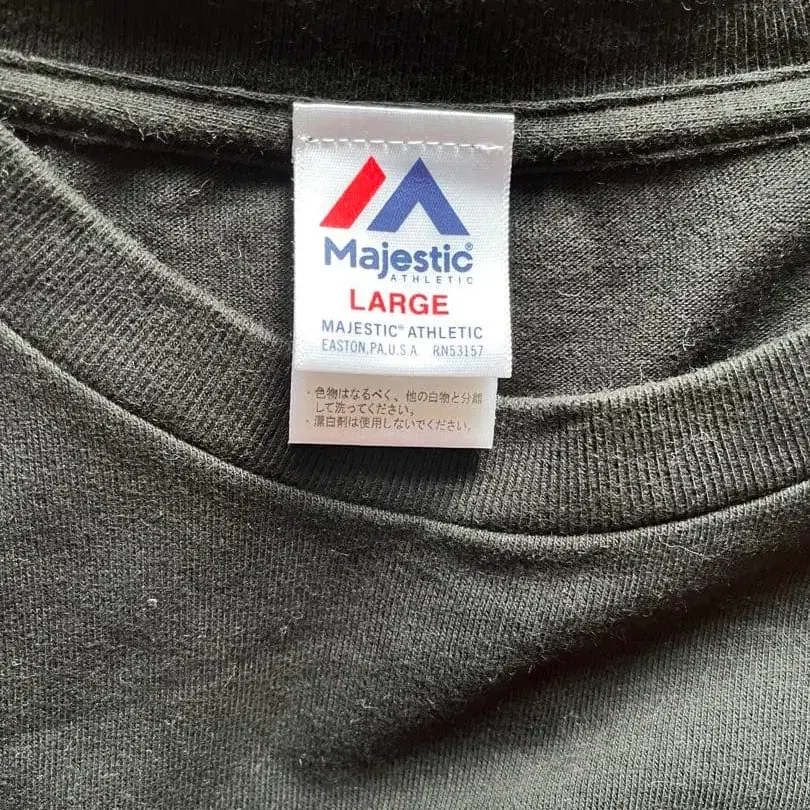 Majestic®
ATHLETIC
LARGE
MAJESTIC® ATHLETIC
EASTON,PA,U.S.A. RN53157
・色物はなるべく、他の白物と分離
して洗ってください。
・漂白剤は使用しないでください。